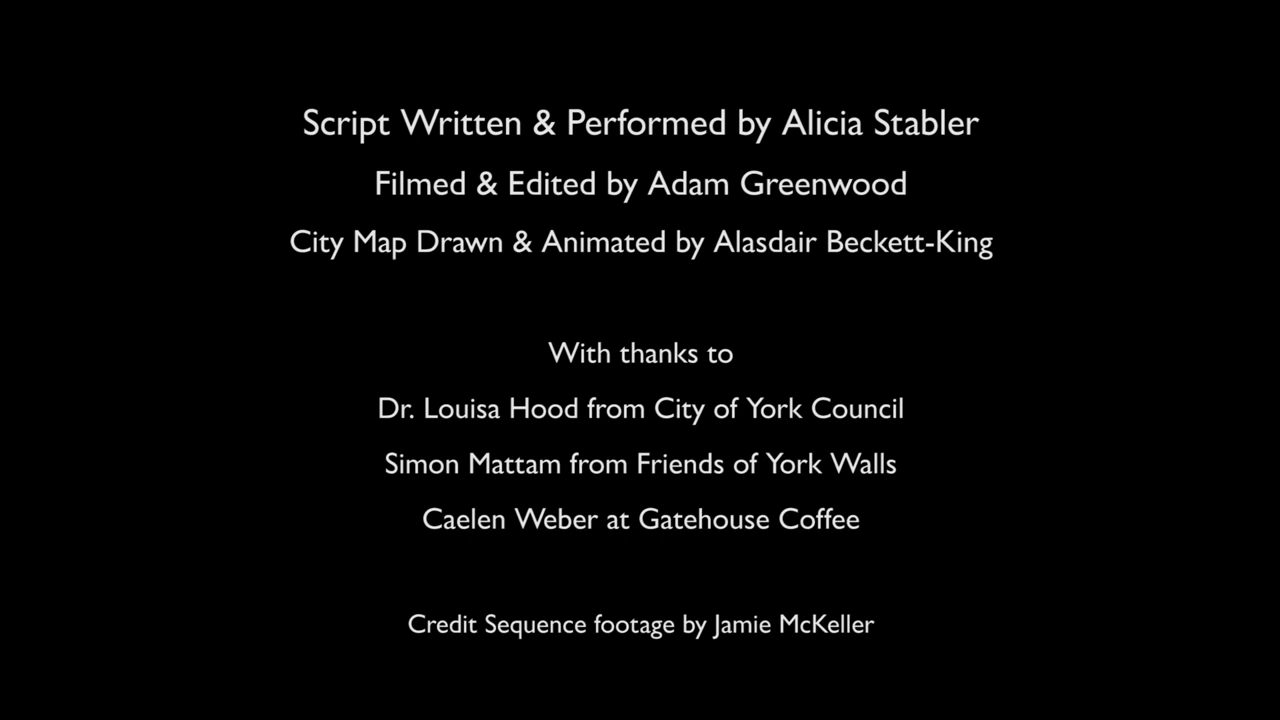 Script Written & Performed by Alicia Stabler
Filmed & Edited by Adam Greenwood
City Map Drawn & Animated by Alasdair Beckett-King
With thanks to
Dr. Louisa Hood from City of York Council
Simon Mattam from Friends of York Walls
Caelen Weber at Gatehouse Coffee
Credit Sequence footage by Jamie McKeller